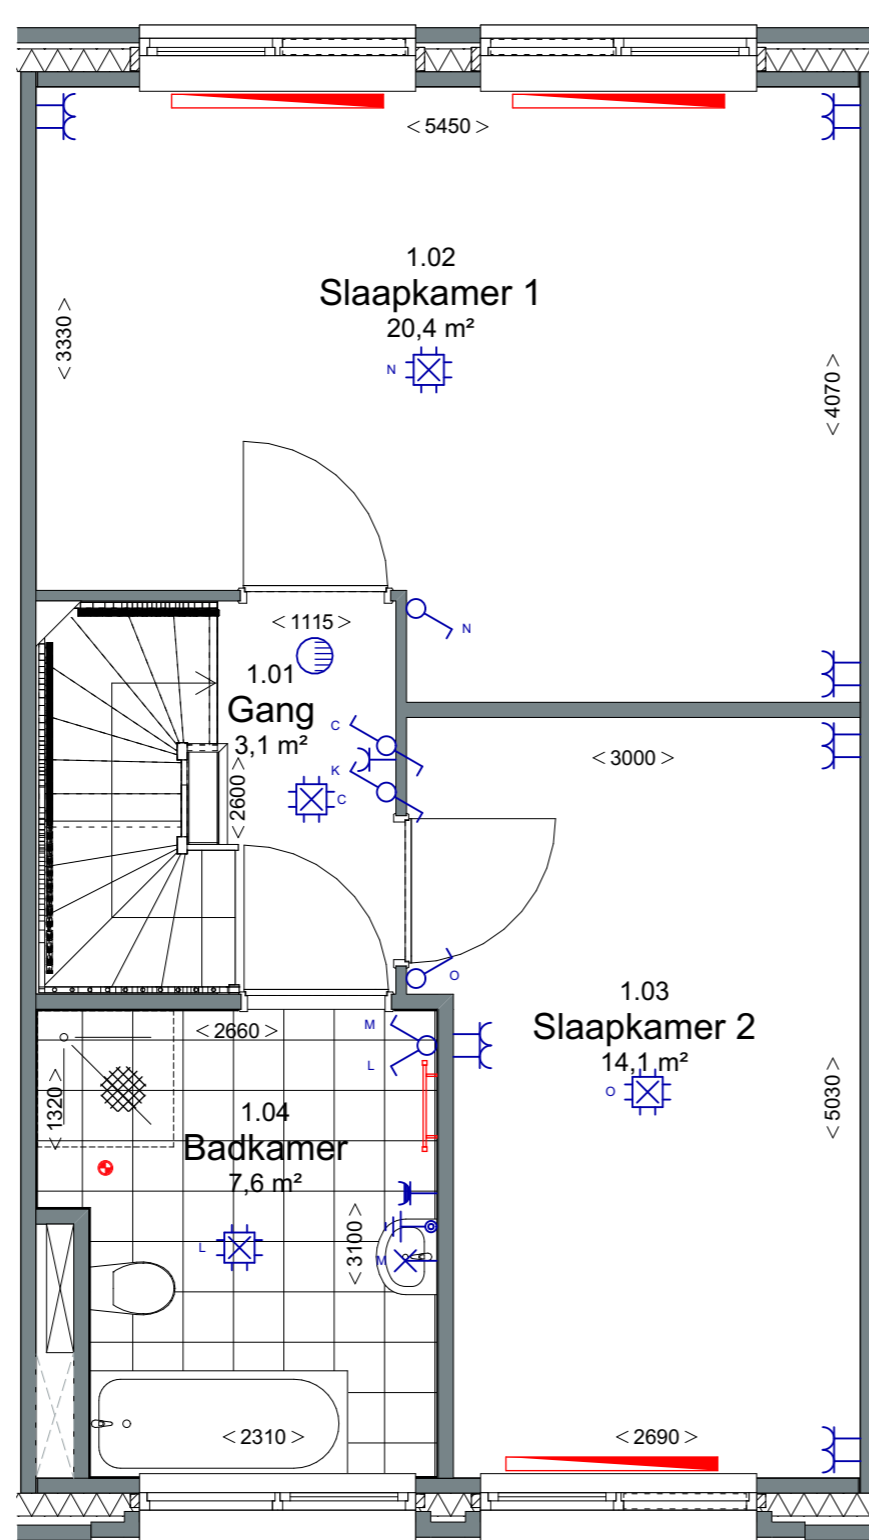 <5450>
1.02
Slaapkamer 1
20,4 m²
N
<3330>
<4070>
<1115>
N
1.01
Gang
3,1 m²
C
K
C
<2600>
<3000>
O
1.03
Slaapkamer 2
14,1 m²
O
<5030>
<2660>
M
L
<1320>
1.04
Badkamer
7,6 m²
L
<3100>
M
<2310>
<2690>